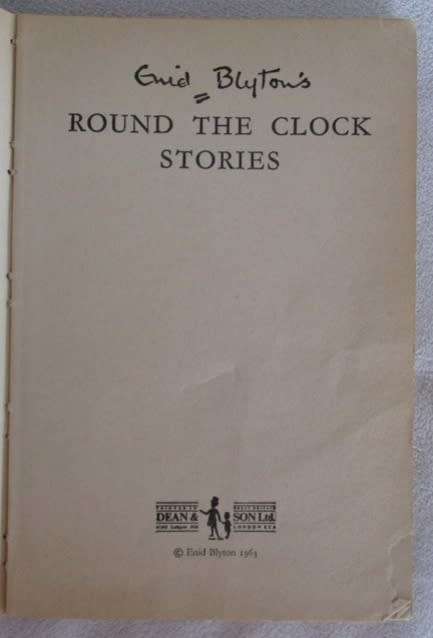 Enid Blyton's
ROUND THE CLOCK
STORIES
DEAN & SON Ltd.
© Enid Blyton 1963